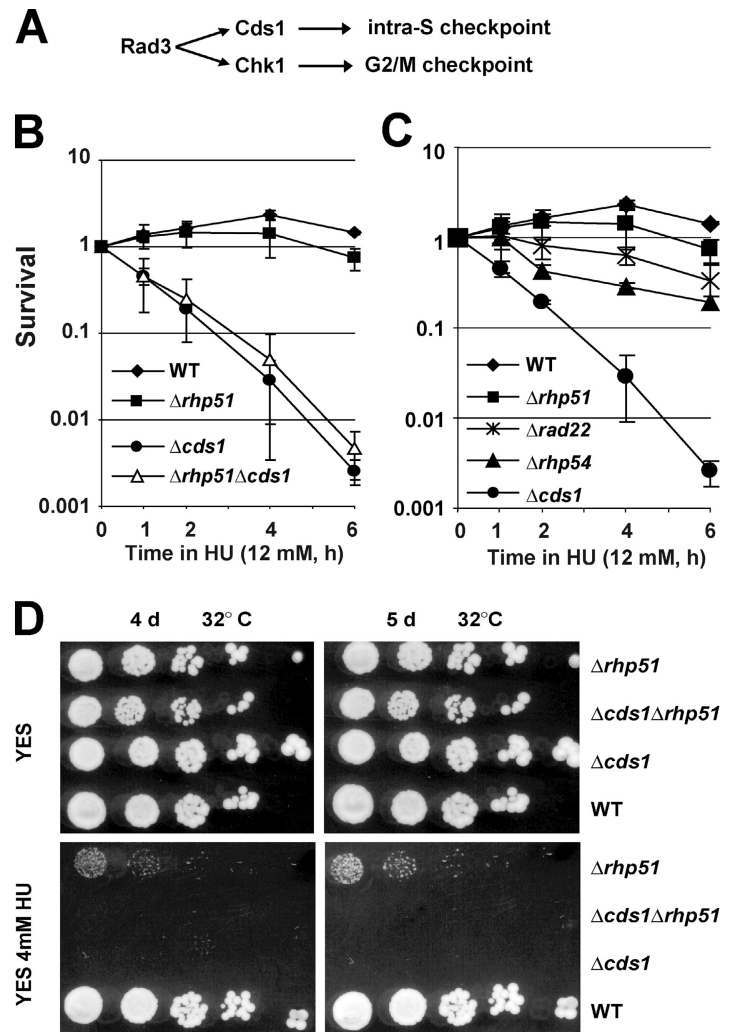 A
Rad3
Cds1
intra-S checkpoint
Chk1
G2/M checkpoint
B
Survival
10
1
0.1
0.01
0.001
WT
Δrhp51
Δcds1
Δrhp51Δcds1
0 1 2 4 6
Time in HU (12 mM, h)
C
10
1
0.1
0.01
0.001
WT
Δrhp51
Δrad22
Δrhp54
Δcds1
0 1 2 4 6
Time in HU (12 mM, h)
D
4 d 32° C
5 d 32°C
YES
Δrhp51
Δcds1Δrhp51
Δcds1
WT
YES 4mM HU
Δrhp51
Δcds1Δrhp51
Δcds1
WT